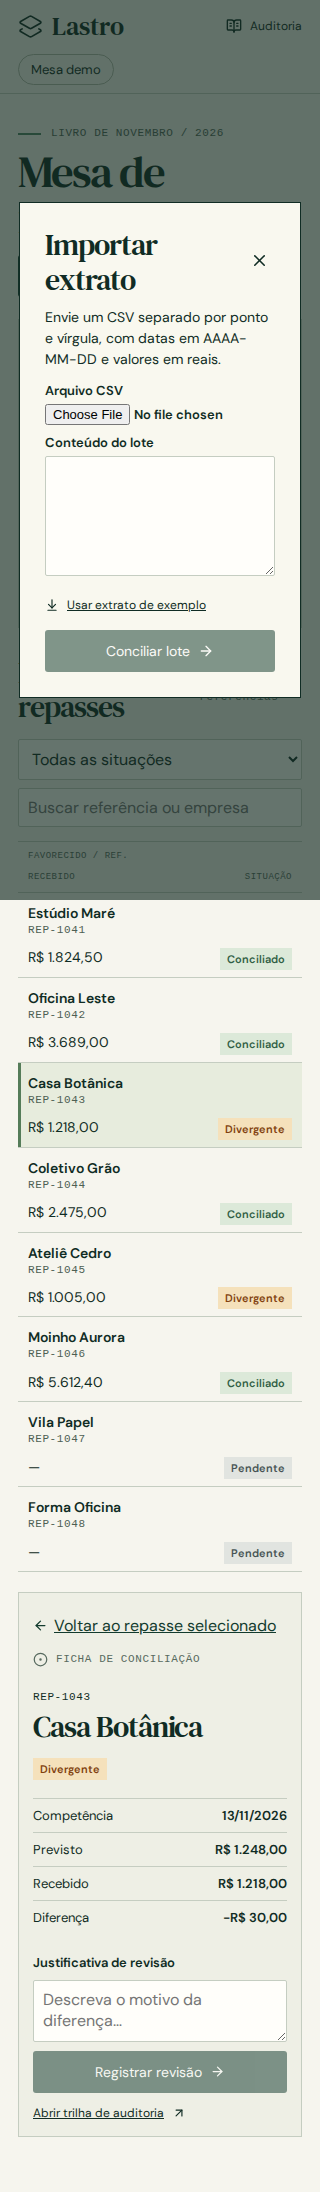 Lastro
Auditoria
Mesa demo
LIVRO DE NOVEMBRO / 2026
Mesa de
Importar
extrato
Envie um CSV separado por ponto
e vírgula, com datas em AAAA-
MM-DD e valores em reais.
Arquivo CSV
Choose File No file chosen
Conteúdo do lote
Usar extrato de exemplo
Conciliar lote
repasses
Todas as situações
Buscar referência ou empresa
FAVORECIDO / REF.
RECEBIDO SITUAÇÃO
Estúdio Maré
REP-1041
R$ 1.824,50 Conciliado
Oficina Leste
REP-1042
R$ 3.689,00 Conciliado
Casa Botânica
REP-1043
R$ 1.218,00 Divergente
Coletivo Grão
REP-1044
R$ 2.475,00 Conciliado
Ateliê Cedro
REP-1045
R$ 1.005,00 Divergente
Moinho Aurora
REP-1046
R$ 5.612,40 Conciliado
Vila Papel
REP-1047
— Pendente
Forma Oficina
REP-1048
— Pendente
Voltar ao repasse selecionado
FICHA DE CONCILIAÇÃO
REP-1043
Casa Botânica
Divergente
Competência 13/11/2026
Previsto R$ 1.248,00
Recebido R$ 1.218,00
Diferença -R$ 30,00
Justificativa de revisão
Descreva o motivo da
diferença...
Registrar revisão
Abrir trilha de auditoria